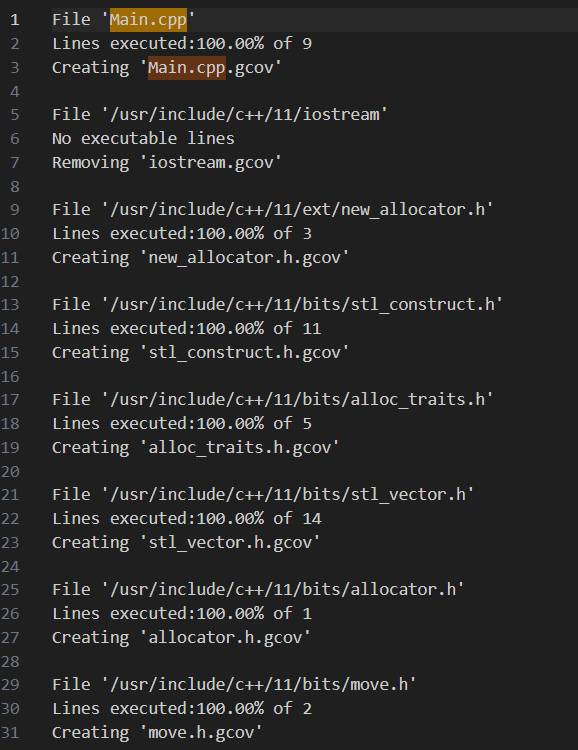 1 File 'Main.cpp'
2 Lines executed:100.00% of 9
3 Creating 'Main.cpp.gcov'
4
5 File '/usr/include/c++/11/iostream'
6 No executable lines
7 Removing 'iostream.gcov'
8
9 File '/usr/include/c++/11/ext/new_allocator.h'
10 Lines executed:100.00% of 3
11 Creating 'new_allocator.h.gcov'
12
13 File '/usr/include/c++/11/bits/stl_construct.h'
14 Lines executed:100.00% of 11
15 Creating 'stl_construct.h.gcov'
16
17 File '/usr/include/c++/11/bits/alloc_traits.h'
18 Lines executed:100.00% of 5
19 Creating 'alloc_traits.h.gcov'
20
21 File '/usr/include/c++/11/bits/stl_vector.h'
22 Lines executed:100.00% of 14
23 Creating 'stl_vector.h.gcov'
24
25 File '/usr/include/c++/11/bits/allocator.h'
26 Lines executed:100.00% of 1
27 Creating 'allocator.h.gcov'
28
29 File '/usr/include/c++/11/bits/move.h'
30 Lines executed:100.00% of 2
31 Creating 'move.h.gcov'